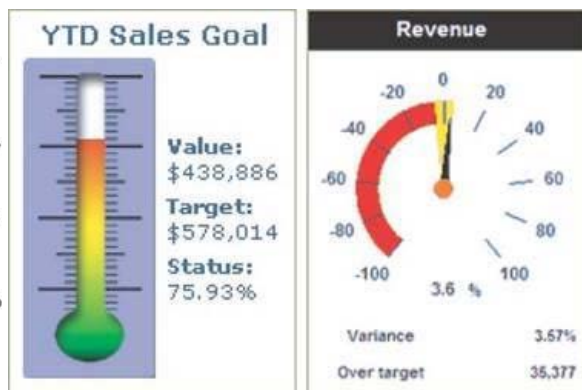 YTD Sales Goal
Value:
$438,886
Target:
$578,014
Status:
75.93%
Revenue
0
-20
20
-40
40
-60
60
-80
80
-100
100
3.6 %
Variance 3.57%
Over target 35,377